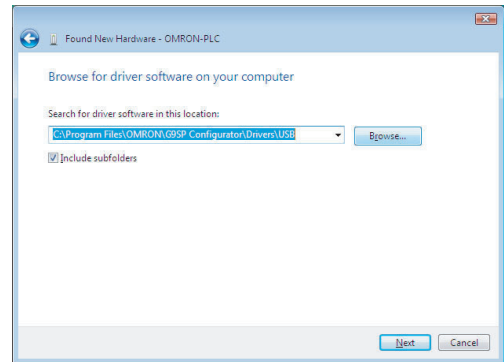 Found New Hardware - OMRON-PLC
Browse for driver software on your computer
Search for driver software in this location:
C:\Program Files\OMRON\G9SP Configurator\Drivers\USB
Browse...
Include subfolders
Next Cancel